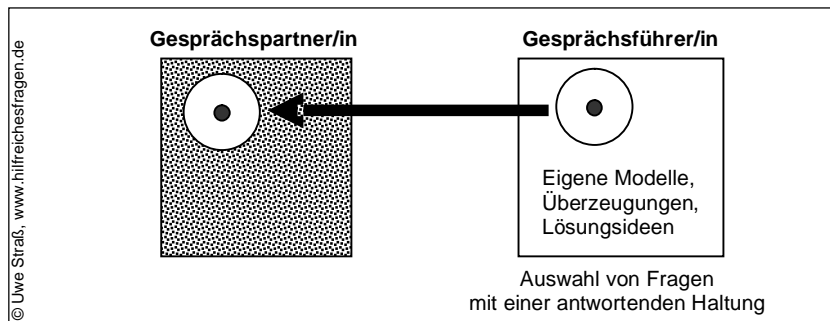 Gesprächspartner/in
Gesprächsführer/in
Eigene Modelle,
Überzeugungen,
Lösungsideen
Auswahl von Fragen
mit einer antwortenden Haltung
© Uwe Straß, www.hilfreichesfragen.de